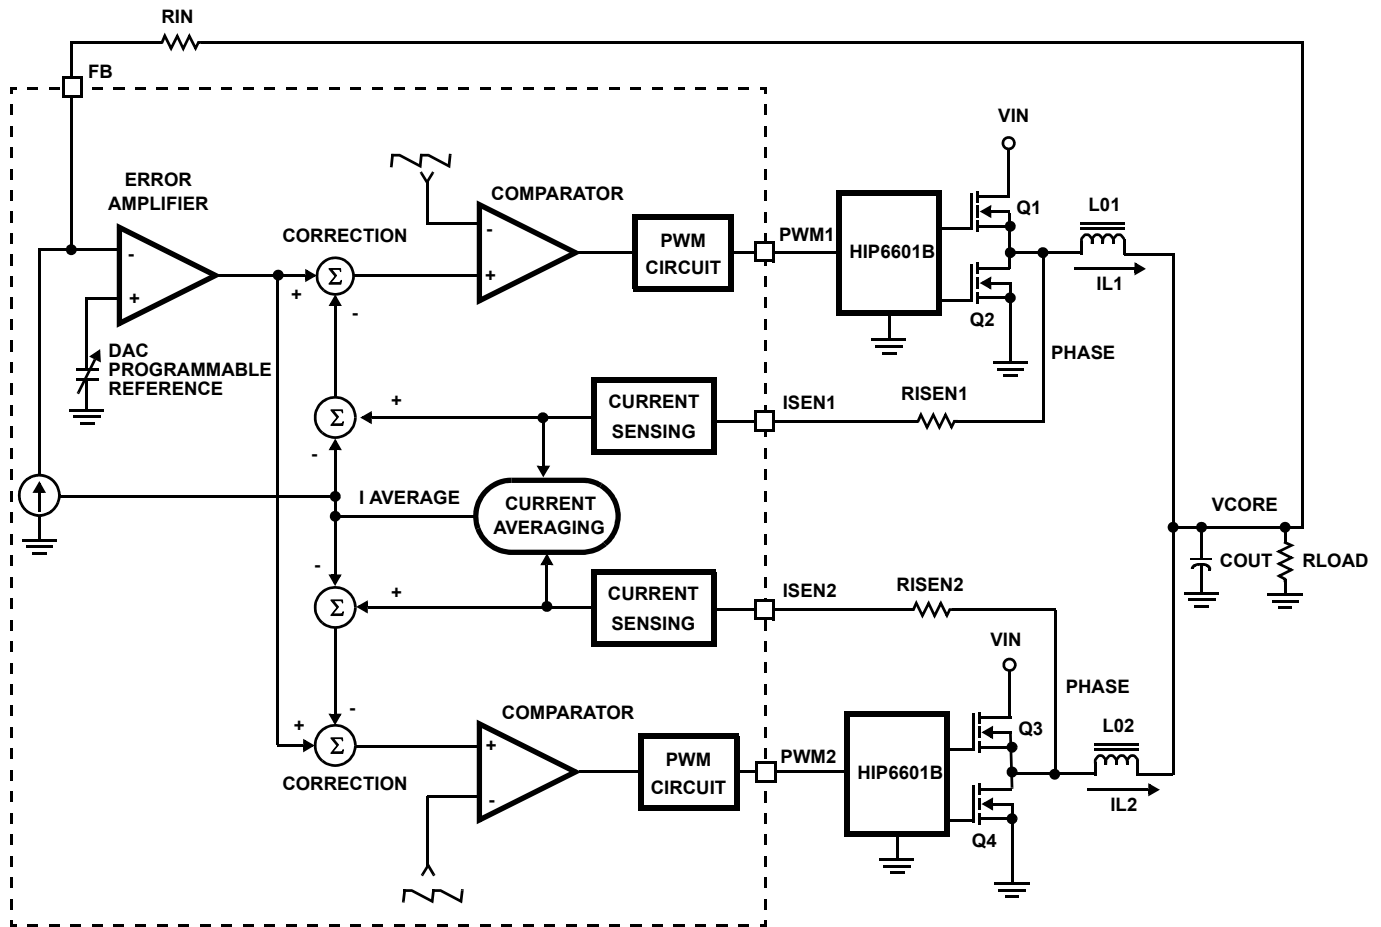 RIN
FB
VIN
ERROR
AMPLIFIER
COMPARATOR
CORRECTION
-
+
-
+
+
-
Σ
PWM
CIRCUIT
PWM1
HIP6601B
Q1
Q2
L01
IL1
PHASE
DAC
PROGRAMMABLE
REFERENCE
Σ
+
-
CURRENT
SENSING
ISEN1
RISEN1
I AVERAGE
CURRENT
AVERAGING
VCORE
COUT
RLOAD
-
Σ
+
CURRENT
SENSING
ISEN2
RISEN2
VIN
PHASE
-
+
Σ
CORRECTION
COMPARATOR
+
-
PWM
CIRCUIT
PWM2
HIP6601B
Q3
Q4
L02
IL2